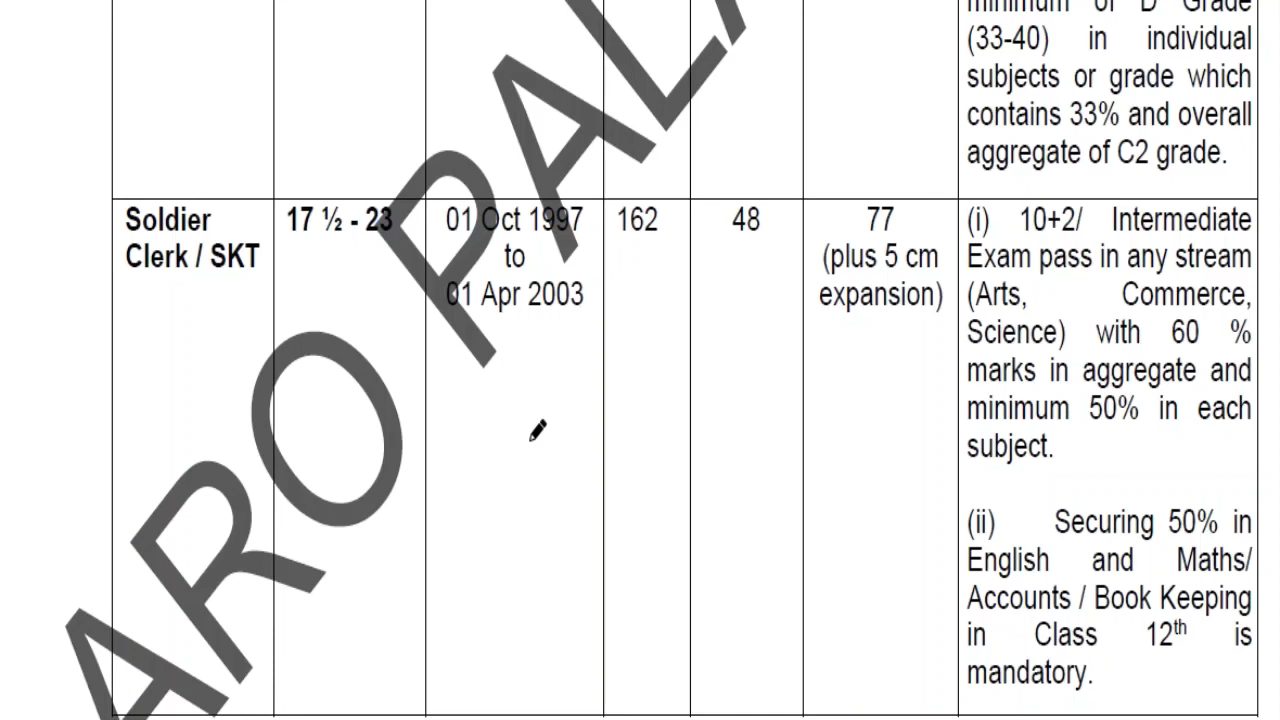 minimum of D Grade
(33-40) in individual
subjects or grade which
contains 33% and overall
aggregate of C2 grade.
Soldier
Clerk / SKT
17 ½ - 23
01 Oct 1997
to
01 Apr 2003
162
48
77
(plus 5 cm
expansion)
(i) 10+2/ Intermediate
Exam pass in any stream
(Arts, Commerce,
Science) with 60 %
marks in aggregate and
minimum 50% in each
subject.
(ii) Securing 50% in
English and Maths/
Accounts / Book Keeping
in Class 12th is
mandatory.
ARO PAL